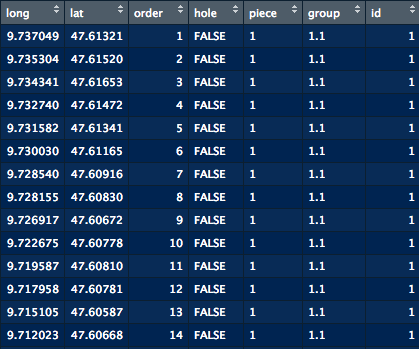 long lat order hole piece group id
9.737049 47.61321 1 FALSE 1 1.1 1
9.735304 47.61520 2 FALSE 1 1.1 1
9.734341 47.61653 3 FALSE 1 1.1 1
9.732740 47.61472 4 FALSE 1 1.1 1
9.731582 47.61341 5 FALSE 1 1.1 1
9.730030 47.61165 6 FALSE 1 1.1 1
9.728540 47.60916 7 FALSE 1 1.1 1
9.728155 47.60830 8 FALSE 1 1.1 1
9.726917 47.60672 9 FALSE 1 1.1 1
9.722675 47.60778 10 FALSE 1 1.1 1
9.719587 47.60810 11 FALSE 1 1.1 1
9.717958 47.60781 12 FALSE 1 1.1 1
9.715105 47.60587 13 FALSE 1 1.1 1
9.712023 47.60668 14 FALSE 1 1.1 1